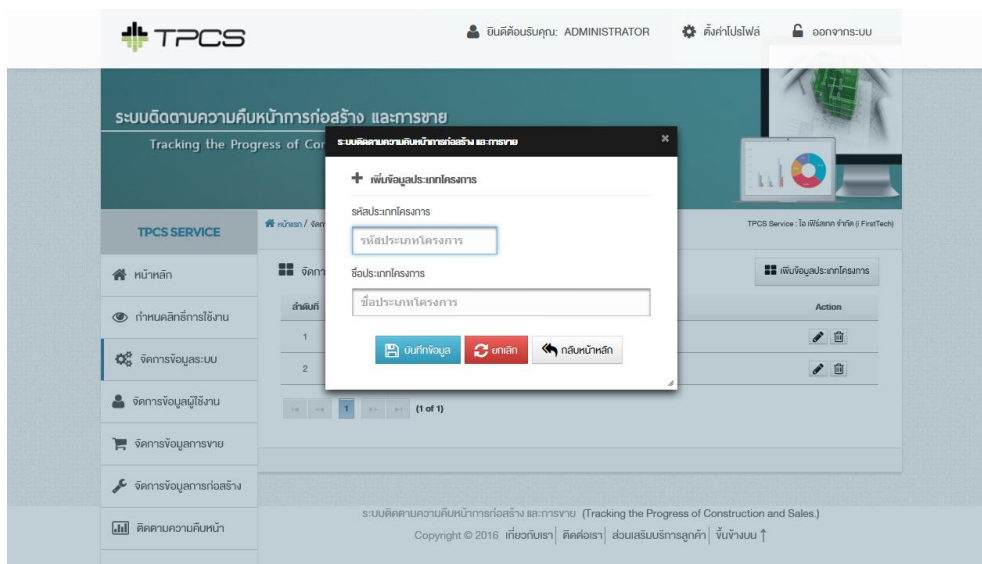 TPCS
ยินดีต้อนรับคุณ: ADMINISTRATOR
ตั้งค่าโปรไฟล์
ออกจากระบบ
ระบบติดตามความคืบหน้าการก่อสร้าง และการขาย
Tracking the Progress of Con
ระบบติดตามความคืบหน้าการก่อสร้าง และการขาย
เพิ่มข้อมูลประเภทโครงการ
รหัสประเภทโครงการ
รหัสประเภทโครงการ
ชื่อประเภทโครงการ
ชื่อประเภทโครงการ
บันทึกข้อมูล
ยกเลิก
กลับหน้าหลัก
TPCS SERVICE
หน้าแรก / จัดกา
TPCS Service : ไอ เฟิร์สเทค จำกัด (i FirstTech)
หน้าหลัก
กำหนดสิทธิ์การใช้งาน
จัดการข้อมูลระบบ
จัดการข้อมูลผู้ใช้งาน
จัดการข้อมูลการขาย
จัดการข้อมูลการก่อสร้าง
ติดตามความคืบหน้า
จัดกา
เพิ่มข้อมูลประเภทโครงการ
ลำดับที่
Action
1
2
1
(1 of 1)
ระบบติดตามความคืบหน้าการก่อสร้าง และการขาย (Tracking the Progress of Construction and Sales.)
Copyright © 2016 เกี่ยวกับเรา| ติดต่อเรา| ส่วนเสริมบริการลูกค้า| ขึ้นข้างบน ↑